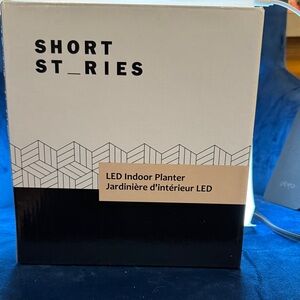 SHORT
ST_RIES
LED Indoor Planter
Jardinière d'intérieur LED